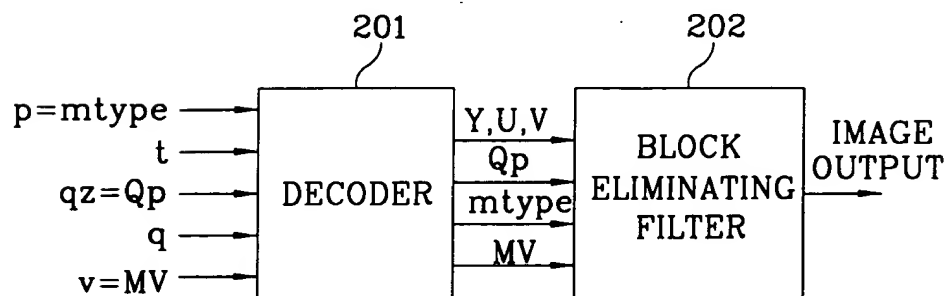 201
202
p=mtype
t
qz=Qp
q
v=MV
DECODER
Y,U,V
Qp
mtype
MV
BLOCK
ELIMINATING
FILTER
IMAGE
OUTPUT